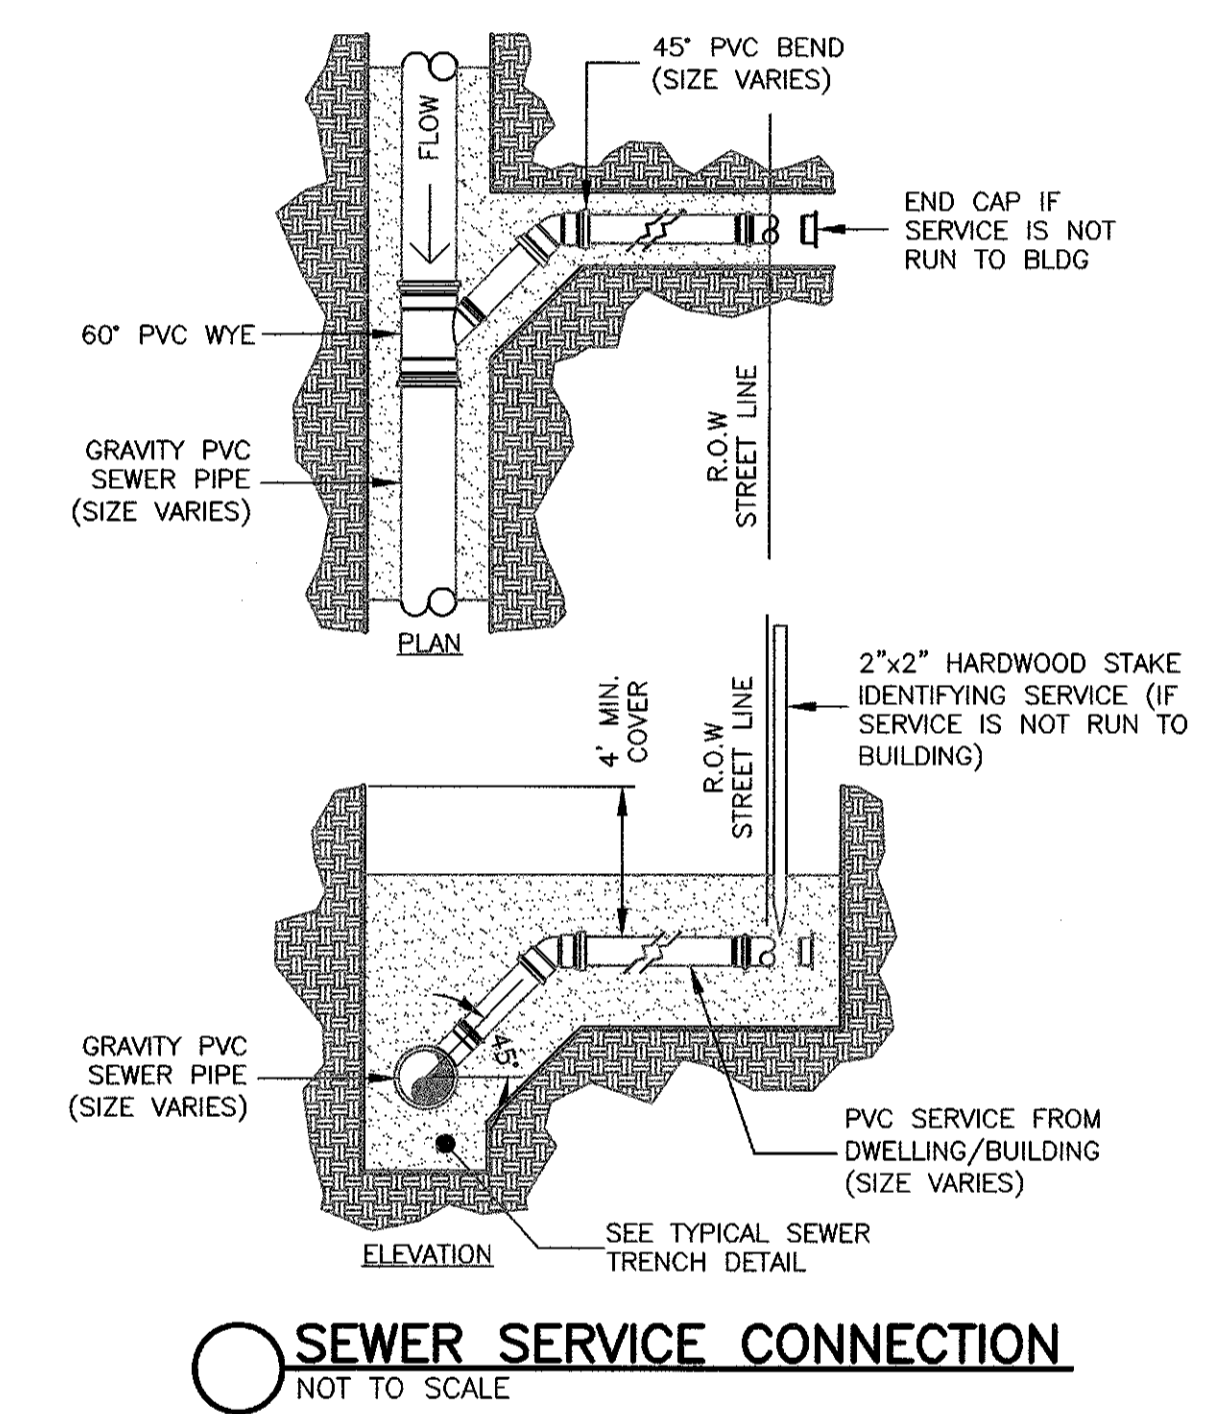 45° PVC BEND
(SIZE VARIES)
FLOW
END CAP IF
SERVICE IS NOT
RUN TO BLDG
60° PVC WYE
GRAVITY PVC
SEWER PIPE
(SIZE VARIES)
R.O.W
STREET LINE
PLAN
2"x2" HARDWOOD STAKE
IDENTIFYING SERVICE (IF
SERVICE IS NOT RUN TO
BUILDING)
4' MIN.
COVER
R.O.W
STREET LINE
45°
GRAVITY PVC
SEWER PIPE
(SIZE VARIES)
PVC SERVICE FROM
DWELLING/BUILDING
(SIZE VARIES)
SEE TYPICAL SEWER
TRENCH DETAIL
ELEVATION
SEWER SERVICE CONNECTION
NOT TO SCALE